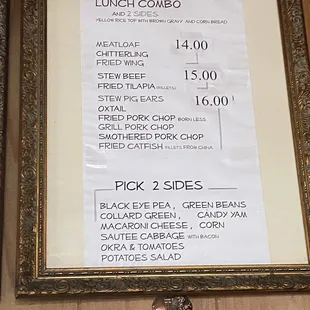 LUNCH COMBO
AND 2 SIDES
YELLOW RICE TOP WITH BROWN GRAVY AND CORN BREAD
MEATLOAF 14.00
CHITTERLING
FRIED WING
STEW BEEF 15.00
FRIED TILAPIA (FILLETS)
STEW PIG EARS 16.00
OXTAIL
FRIED PORK CHOP BORN LESS
GRILL PORK CHOP
SMOTHERED PORK CHOP
FRIED CATFISH FILLETS FROM CHINA
PICK 2 SIDES
BLACK EYE PEA, GREEN BEANS
COLLARD GREEN, CANDY YAM
MACARONI CHEESE, CORN
SAUTEE CABBAGE WITH BACON
OKRA & TOMATOES
POTATOES SALAD